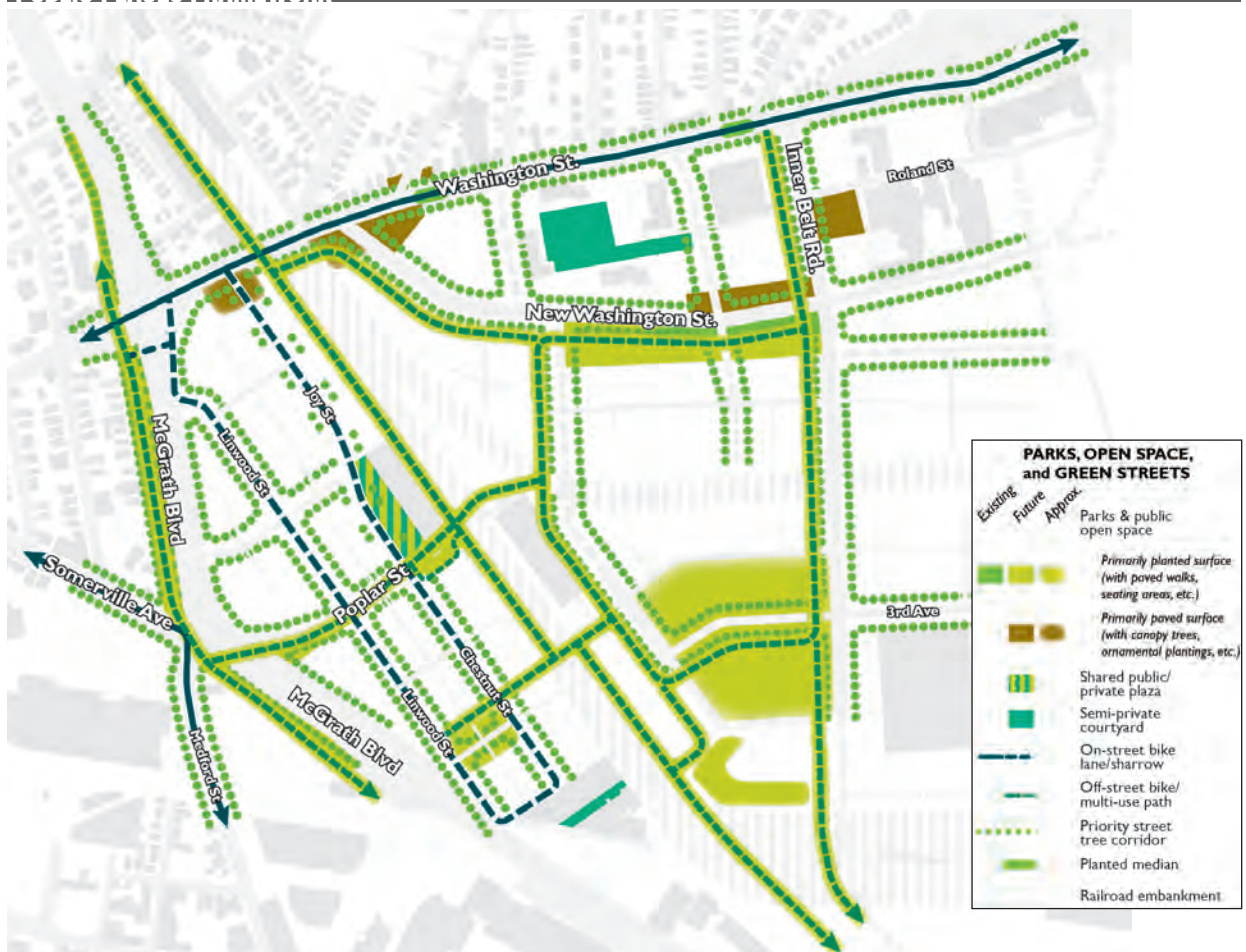 Washington St.
Inner Belt Rd.
Roland St
New Washington St.
Joy St
Linwood St
McGrath Blvd
Somerville Ave
Poplar St.
3rd Ave
Chestnut St
Linwood St
McGrath Blvd
Medford St
PARKS, OPEN SPACE,
and GREEN STREETS
Existing
Future
Approx.
Parks & public
open space
Primarily planted surface
(with paved walks,
seating areas, etc.)
Primarily paved surface
(with canopy trees,
ornamental plantings, etc.)
Shared public/
private plaza
Semi-private
courtyard
On-street bike
lane/sharrow
Off-street bike/
multi-use path
Priority street
tree corridor
Planted median
Railroad embankment